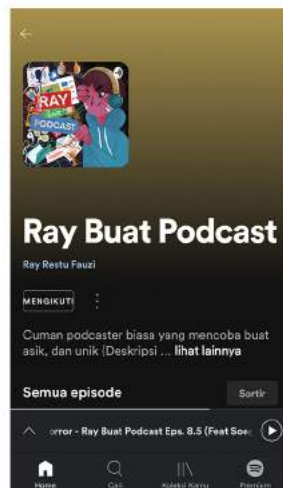 RAY
PODCAST
Ray Buat Podcast
Ray Restu Fauzi
MENGIKUTI
Cuman podcaster biasa yang mencoba buat
asik, dan unik (Deskripsi ... lihat lainnya
Semua episode
Sortir
orror - Ray Buat Podcast Eps. 8.5 (Feat Soe
Home
Cari
Koleksi Kamu
Premium